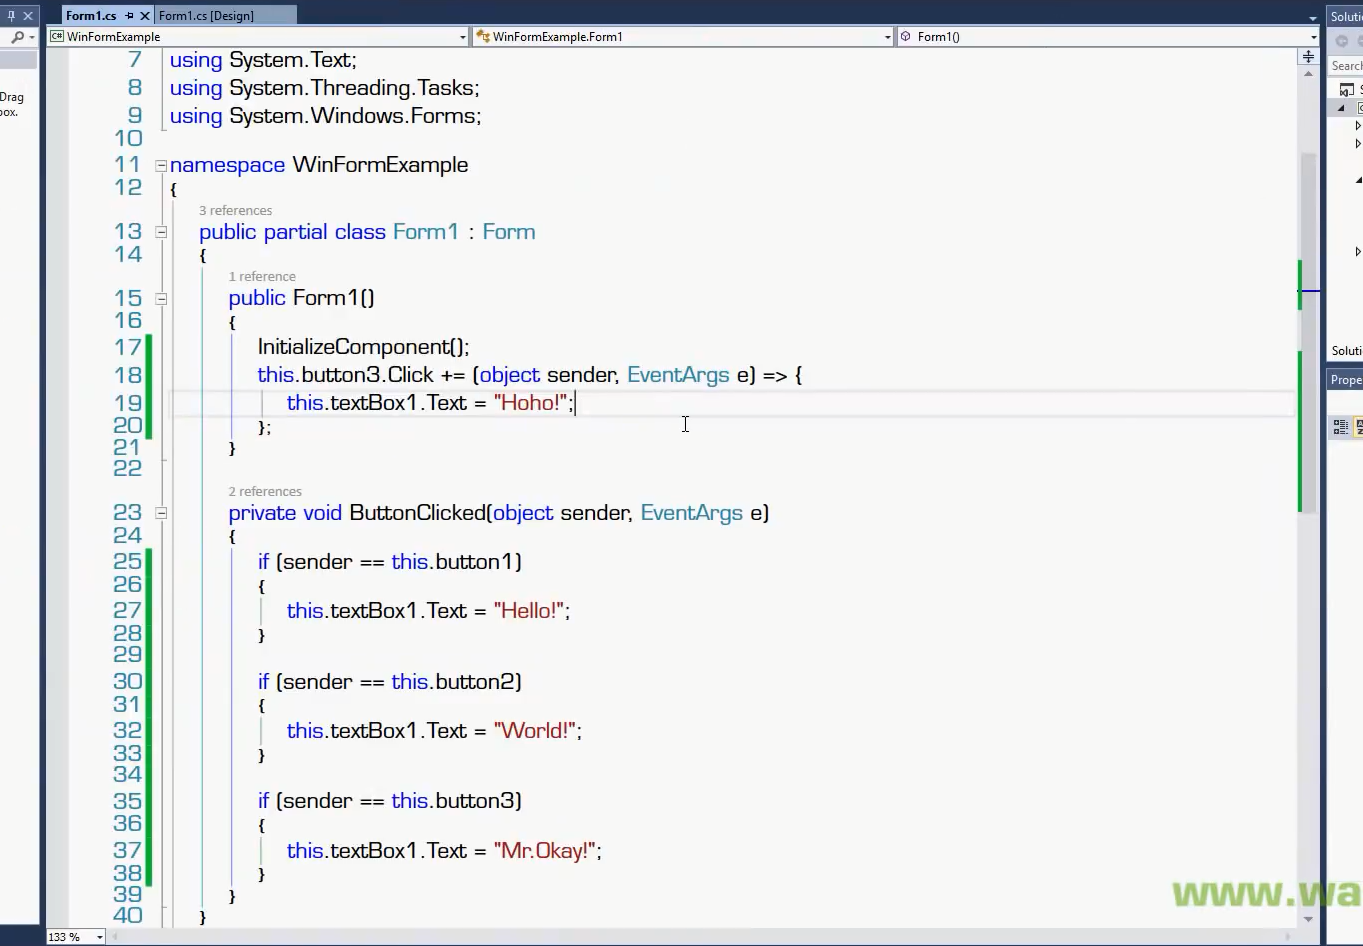 Form1.cs
Form1.cs [Design]
Solutio
WinFormExample
WinFormExample.Form1
Form1()
Search
Drag
box.
7 using System.Text;
8 using System.Threading.Tasks;
9 using System.Windows.Forms;
10
11 namespace WinFormExample
12 {
3 references
13 public partial class Form1 : Form
14 {
1 reference
15 public Form1()
16 {
17 InitializeComponent();
18 this.button3.Click += (object sender, EventArgs e) => {
19 this.textBox1.Text = "Hoho!";
20 };
21 }
22
2 references
23 private void ButtonClicked(object sender, EventArgs e)
24 {
25 if (sender == this.button1)
26 {
27 this.textBox1.Text = "Hello!";
28 }
29
30 if (sender == this.button2)
31 {
32 this.textBox1.Text = "World!";
33 }
34
35 if (sender == this.button3)
36 {
37 this.textBox1.Text = "Mr.Okay!";
38 }
39 }
40 }
Soluti
Prope
www.wa
133 %